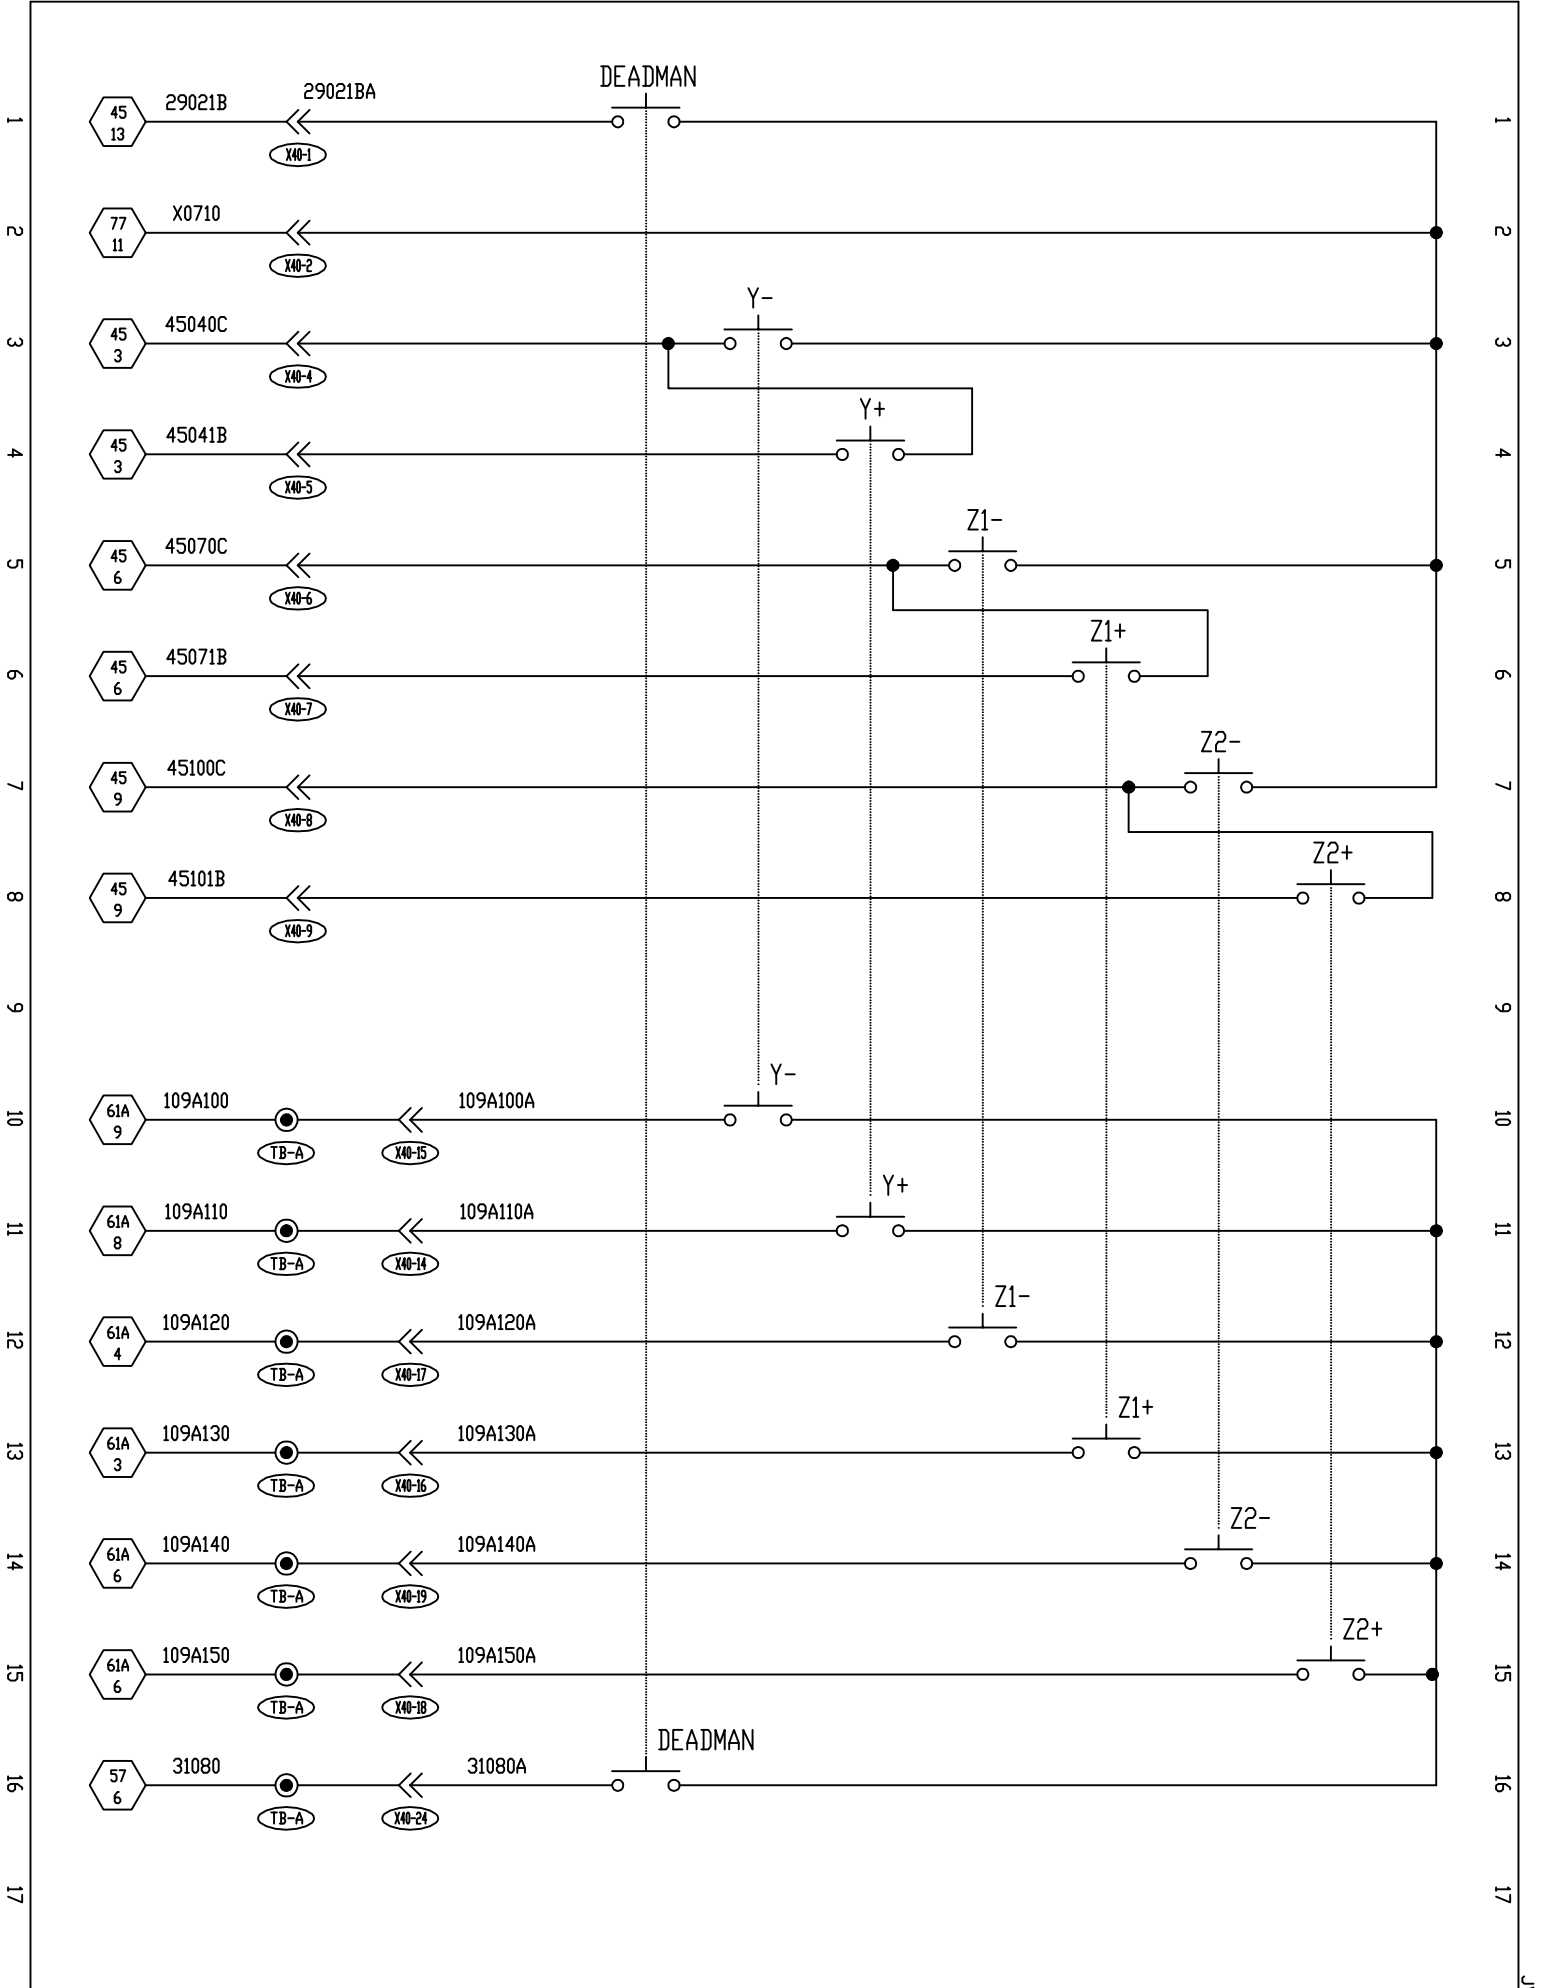 DEADMAN
1 45 13 29021B 29021BA 1
X40-1
2 77 11 X0710 2
X40-2
Y-
3 45 3 45040C 3
X40-4
Y+
4 45 3 45041B 4
X40-5
Z1-
5 45 6 45070C 5
X40-6
Z1+
6 45 6 45071B 6
X40-7
Z2-
7 45 9 45100C 7
X40-8
Z2+
8 45 9 45101B 8
X40-9
9 9
Y-
10 61A 9 109A100 109A100A 10
TB-A X40-15
Y+
11 61A 8 109A110 109A110A 11
TB-A X40-14
Z1-
12 61A 4 109A120 109A120A 12
TB-A X40-17
Z1+
13 61A 3 109A130 109A130A 13
TB-A X40-16
Z2-
14 61A 6 109A140 109A140A 14
TB-A X40-19
Z2+
15 61A 6 109A150 109A150A 15
TB-A X40-18
DEADMAN
16 57 6 31080 31080A 16
TB-A X40-24
17 17